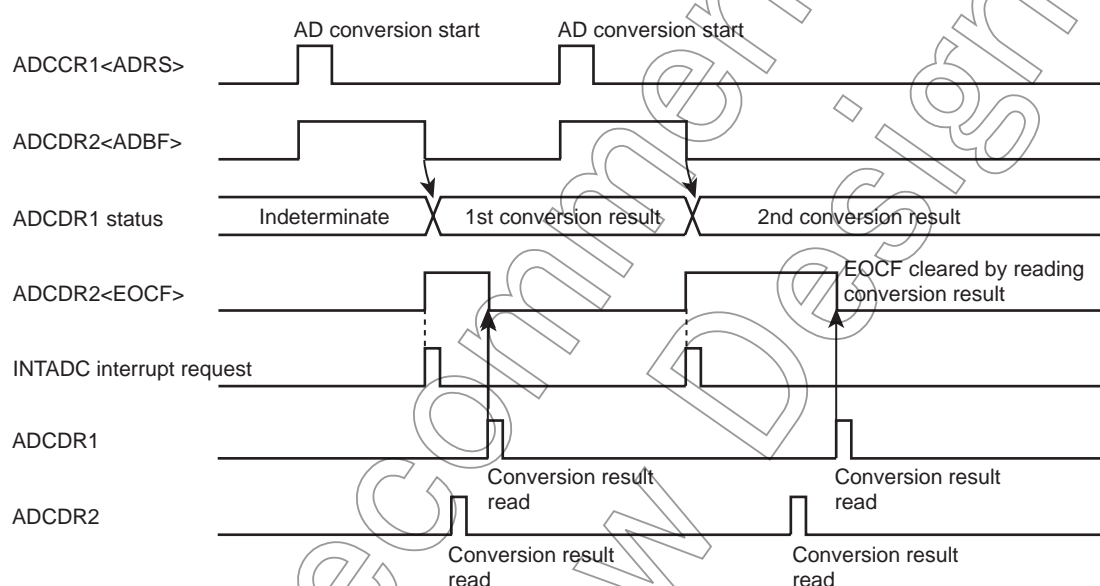 AD conversion start
AD conversion start
ADCCR1<ADRS>
ADCDR2<ADBF>
ADCDR1 status
Indeterminate
1st conversion result
2nd conversion result
ADCDR2<EOCF>
EOCF cleared by reading
conversion result
INTADC interrupt request
ADCDR1
Conversion result
read
Conversion result
read
ADCDR2
Conversion result
read
Conversion result
read